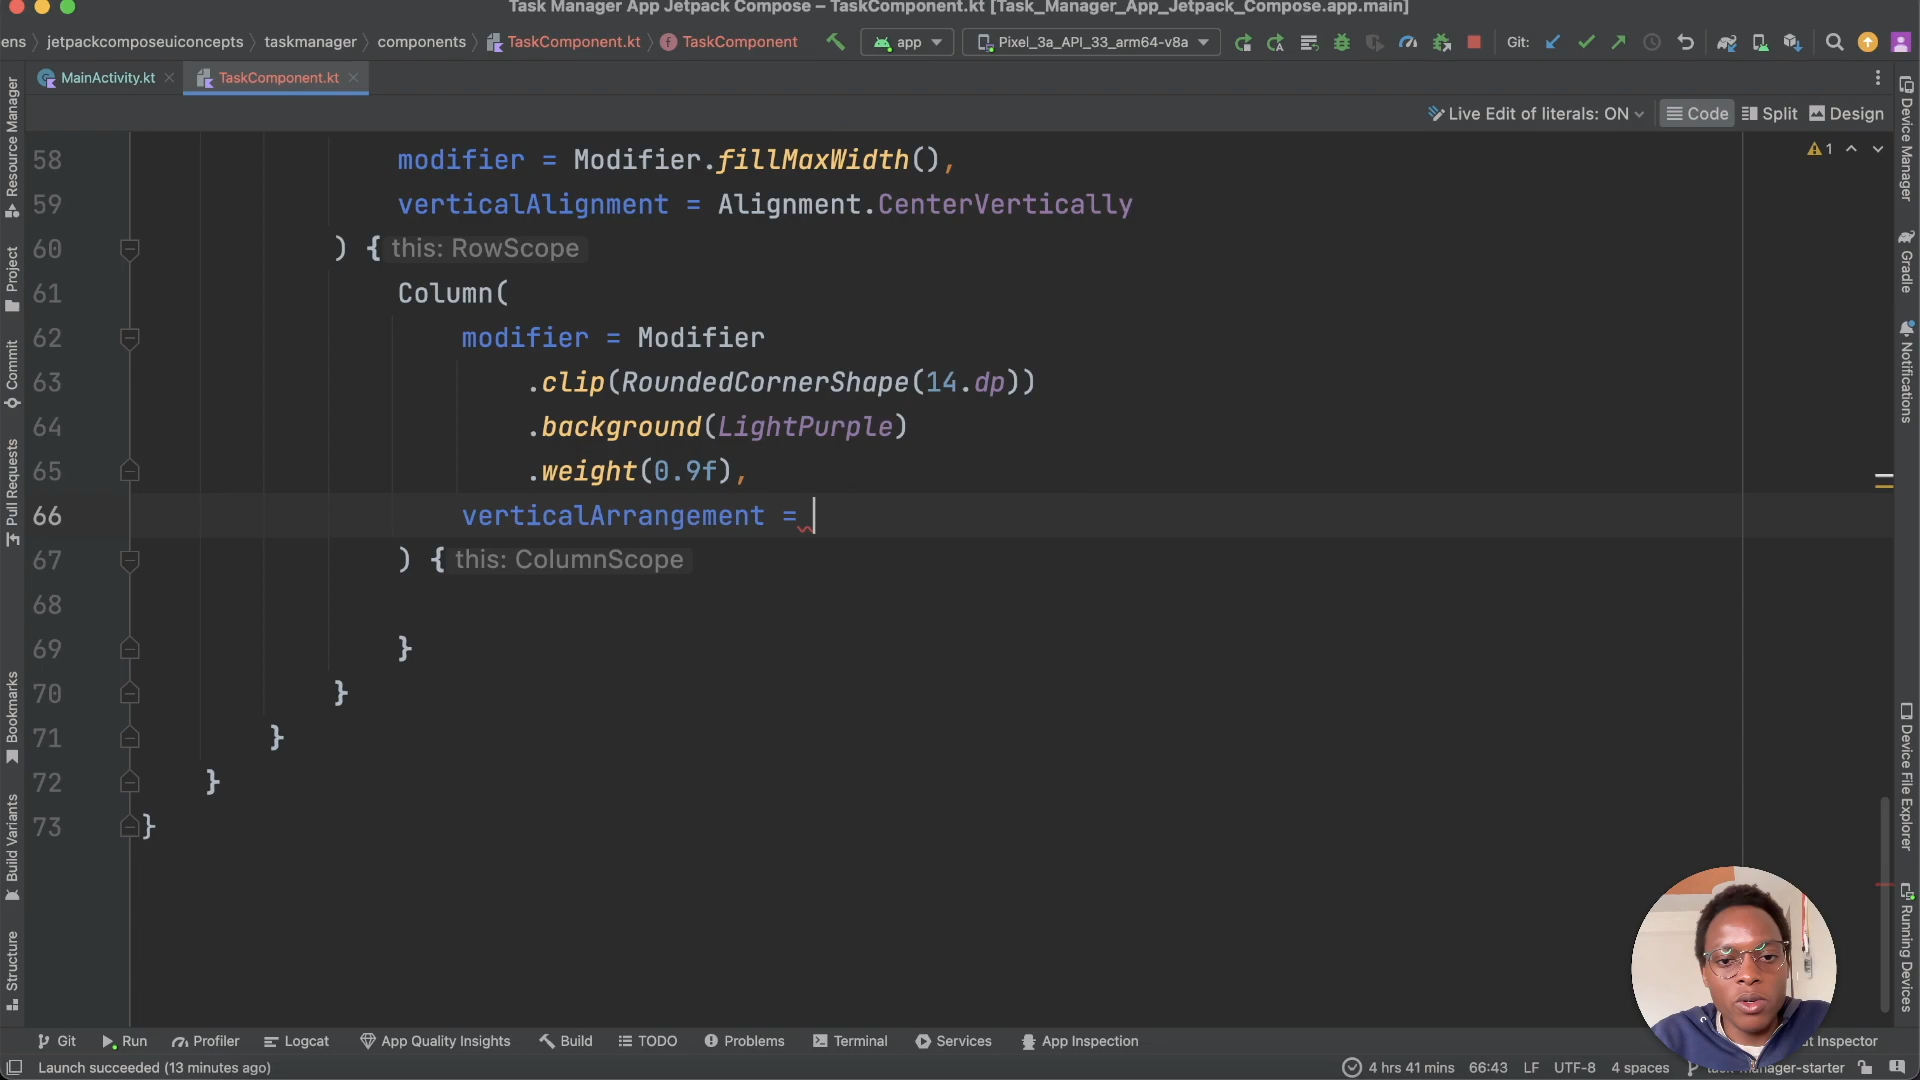 Task Manager App Jetpack Compose – TaskComponent.kt [Task_Manager_App_Jetpack_Compose.app.main]
ens 〉 jetpackcomposeuiconcepts 〉 taskmanager 〉 components 〉 TaskComponent.kt 〉 TaskComponent
app
Pixel_3a_API_33_arm64-v8a
Git:
MainActivity.kt
TaskComponent.kt
Live Edit of literals: ON
Code
Split
Design
1
58 modifier = Modifier.fillMaxWidth(),
59 verticalAlignment = Alignment.CenterVertically
60 ) { this: RowScope
61 Column(
62 modifier = Modifier
63 .clip(RoundedCornerShape(14.dp))
64 .background(LightPurple)
65 .weight(0.9f),
66 verticalArrangement =
67 ) { this: ColumnScope
68
69 }
70 }
71 }
72 }
73 }
Resource Manager
Project
Commit
Pull Requests
Bookmarks
Build Variants
Structure
Device Manager
Gradle
Notifications
Device File Explorer
Running Devices
Git
Run
Profiler
Logcat
App Quality Insights
Build
TODO
Problems
Terminal
Services
App Inspection
Inspector
Launch succeeded (13 minutes ago)
4 hrs 41 mins
66:43
LF
UTF-8
4 spaces